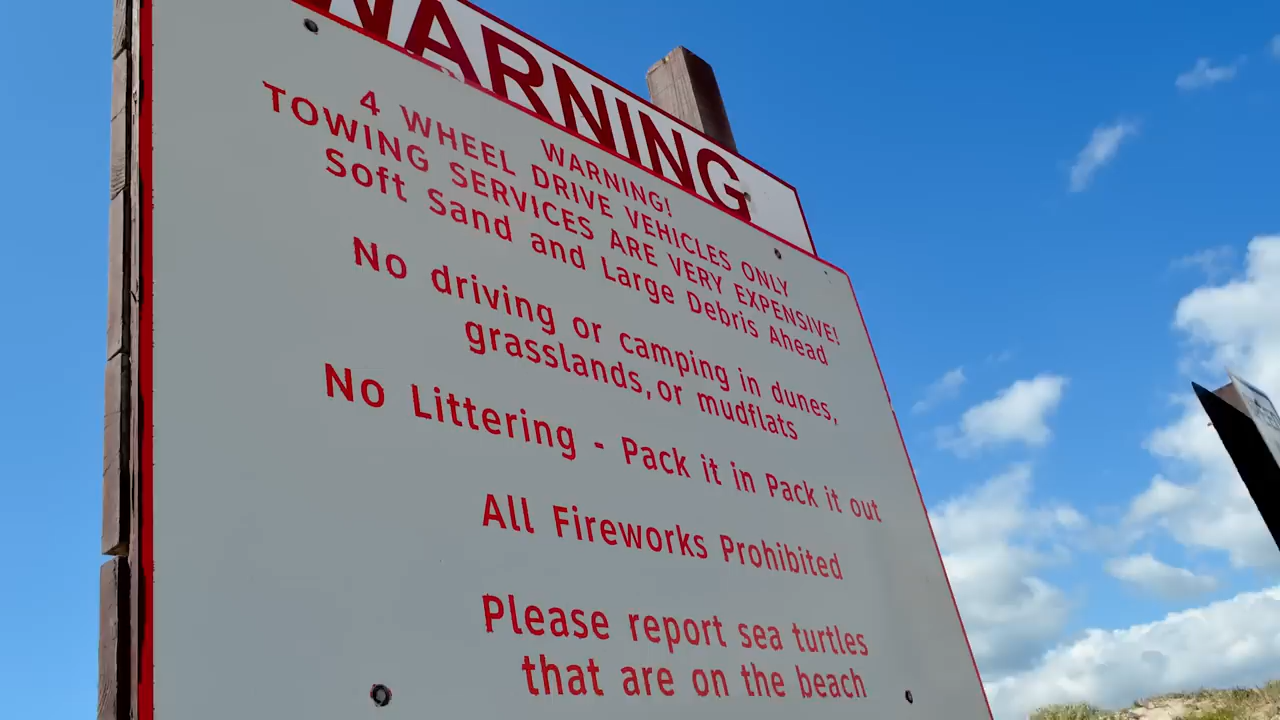 WARNING
WARNING!
4 WHEEL DRIVE VEHICLES ONLY
TOWING SERVICES ARE VERY EXPENSIVE!
Soft Sand and Large Debris Ahead
No driving or camping in dunes,
grasslands, or mudflats
No Littering - Pack it in Pack it out
All Fireworks Prohibited
Please report sea turtles
that are on the beach